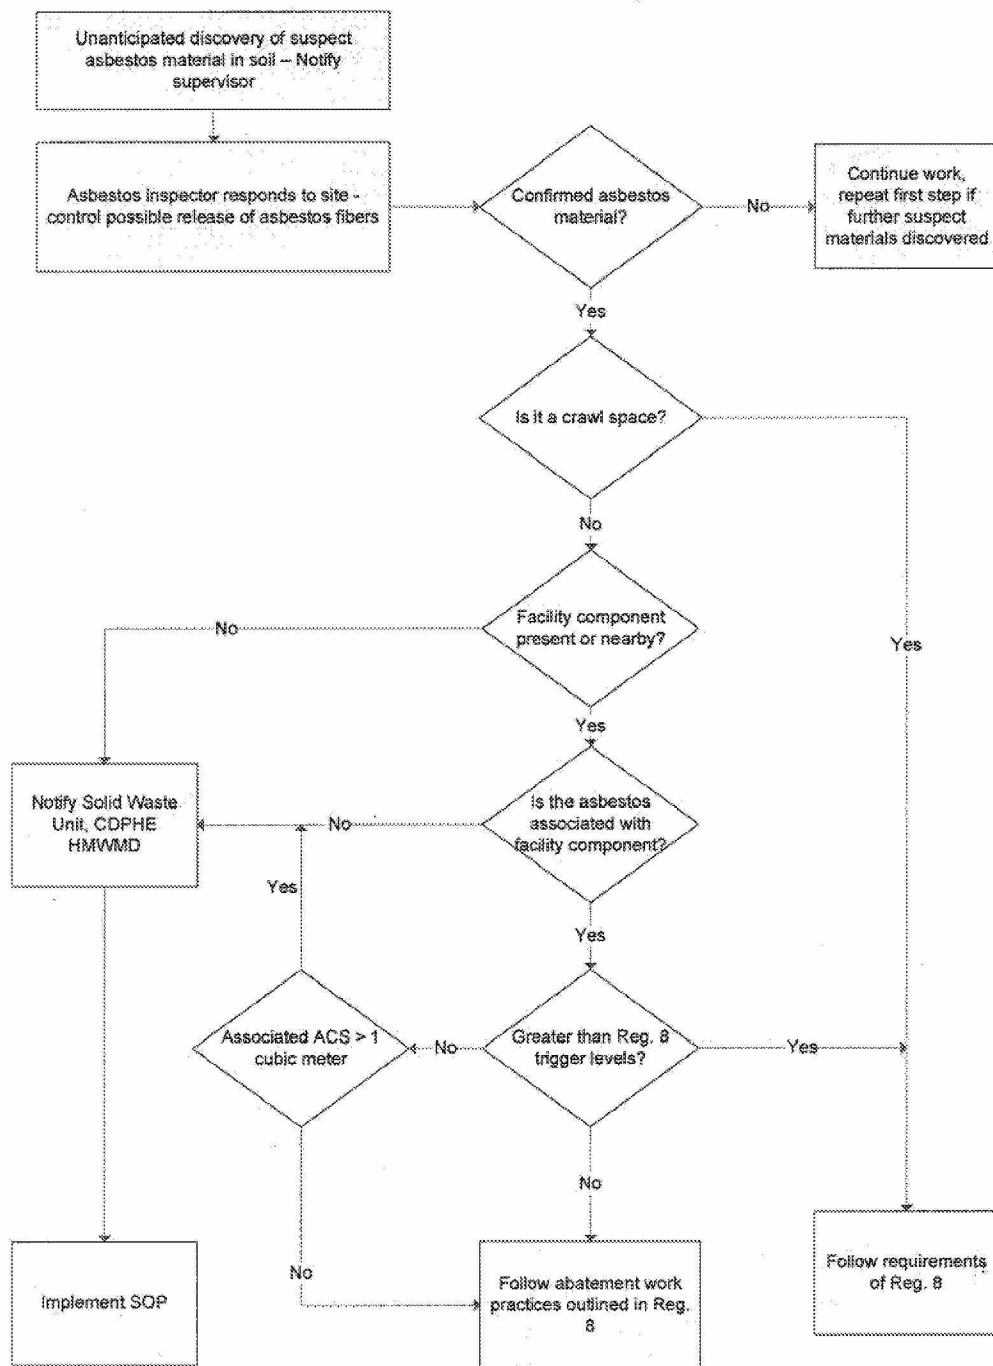 Unanticipated discovery of suspect
asbestos material in soil – Notify
supervisor
Asbestos inspector responds to site -
control possible release of asbestos fibers
Confirmed asbestos
material?
No
Continue work,
repeat first step if
further suspect
materials discovered
Yes
Is it a crawl space?
No
Yes
Facility component
present or nearby?
No
Yes
Notify Solid Waste
Unit, CDPHE
HMWMD
No
Is the asbestos
associated with
facility component?
Yes
Yes
Associated ACS > 1
cubic meter
No
Greater than Reg. 8
trigger levels?
Yes
No
No
Implement SOP
Follow abatement work
practices outlined in Reg.
8
Follow requirements
of Reg. 8